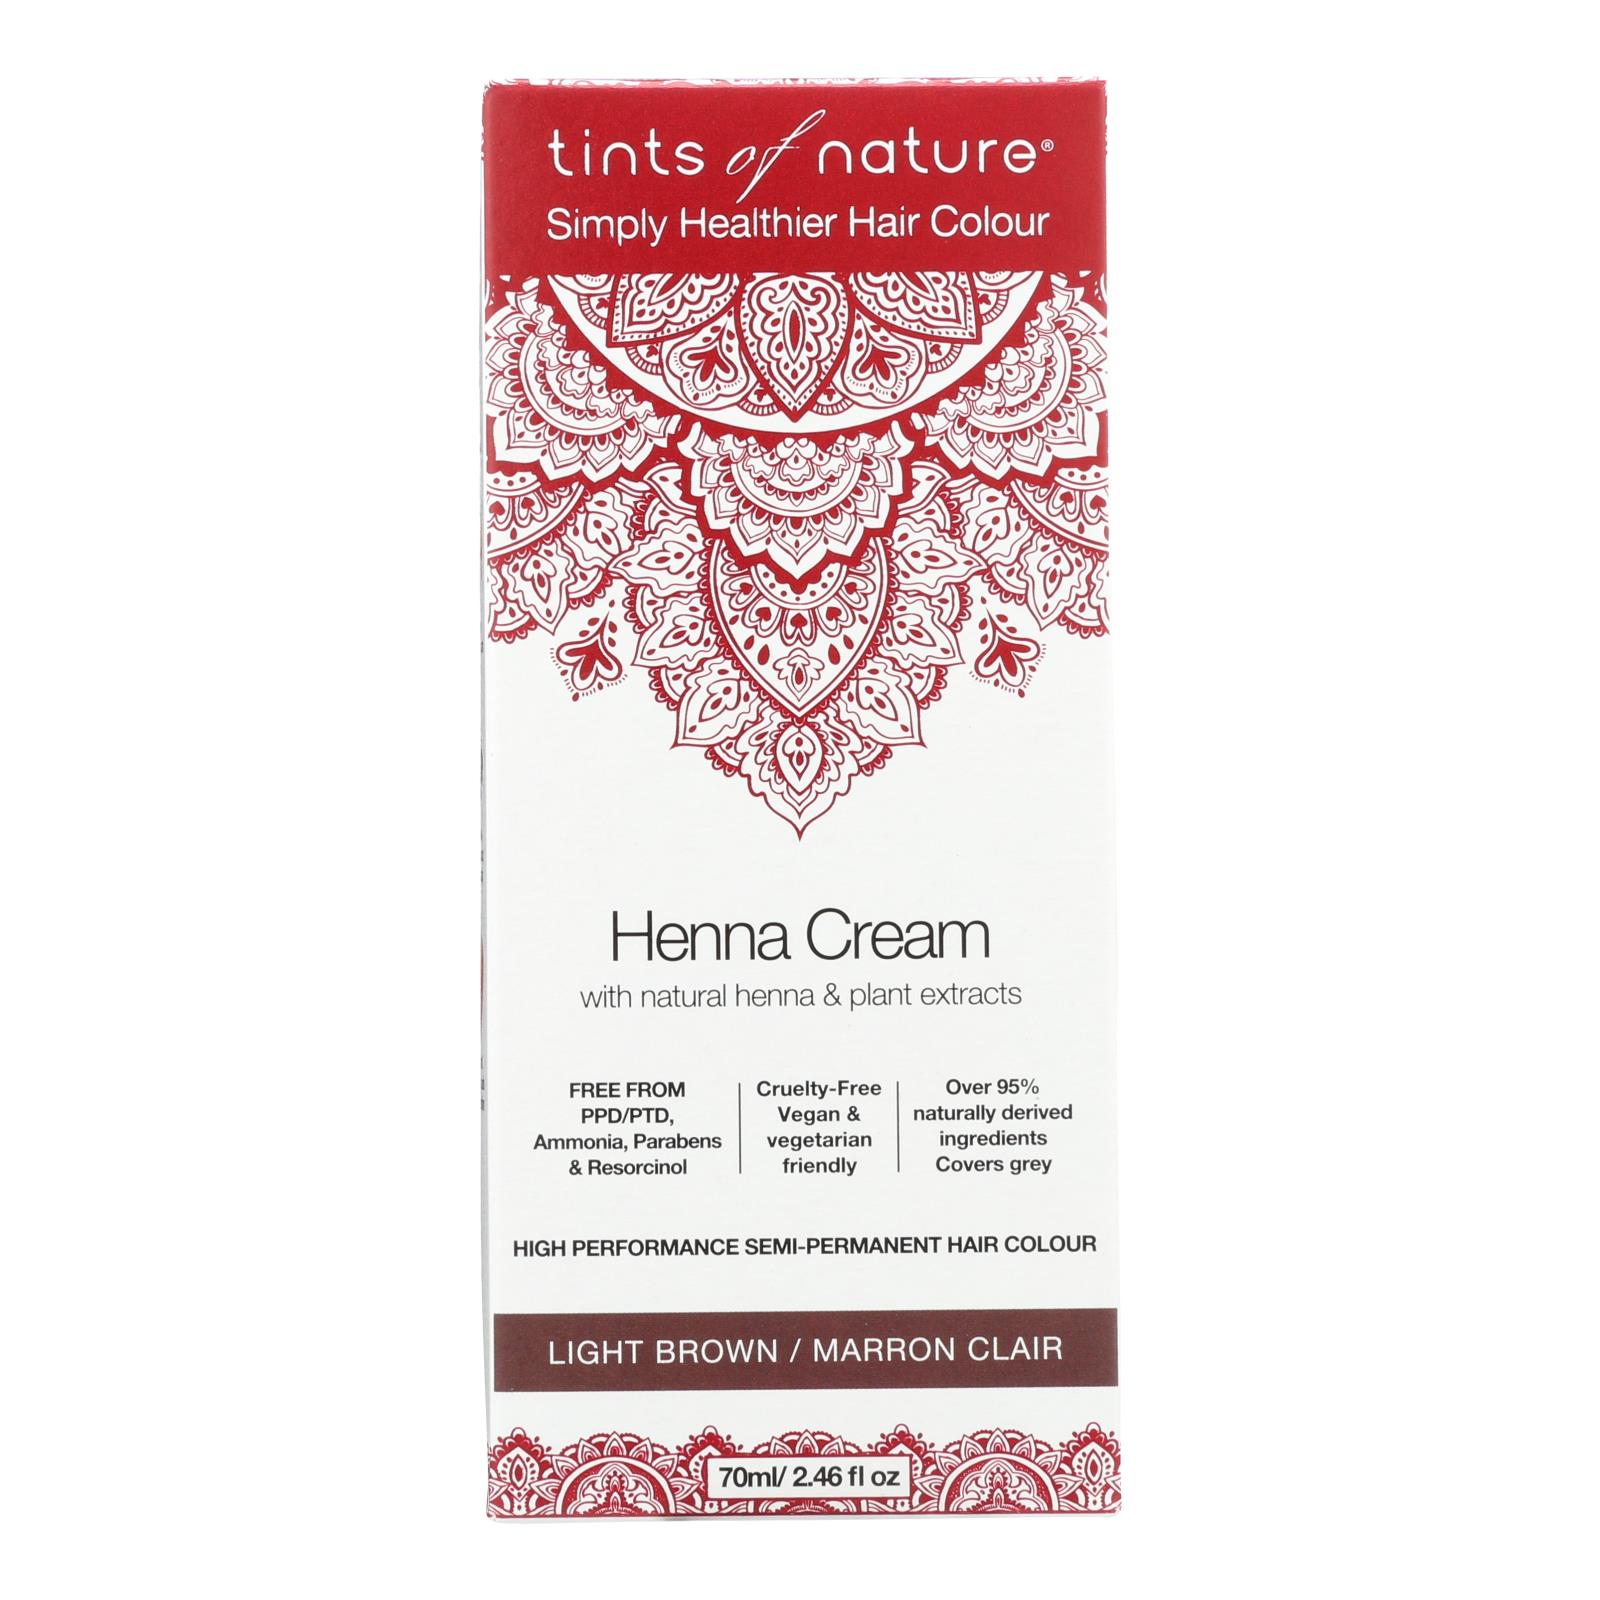 tints of nature®
Simply Healthier Hair Colour
Henna Cream
with natural henna & plant extracts
FREE FROM
PPD/PTD,
Ammonia, Parabens
& Resorcinol
Cruelty-Free
Vegan &
vegetarian
friendly
Over 95%
naturally derived
ingredients
Covers grey
HIGH PERFORMANCE SEMI-PERMANENT HAIR COLOUR
LIGHT BROWN / MARRON CLAIR
70ml/ 2.46 fl oz